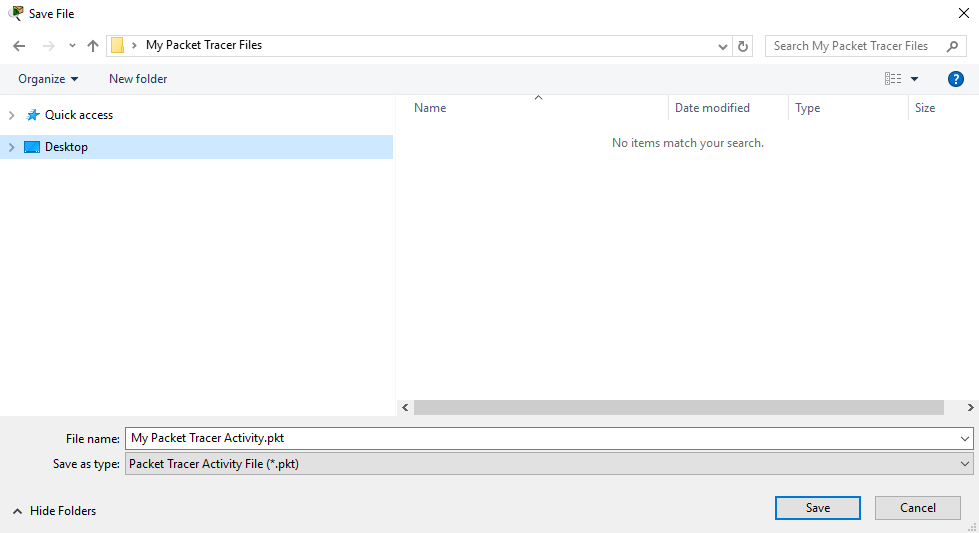 Save File
My Packet Tracer Files
Search My Packet Tracer Files
Organize
New folder
?
Quick access
Desktop
Name
Date modified
Type
Size
No items match your search.
File name:
My Packet Tracer Activity.pkt
Save as type:
Packet Tracer Activity File (*.pkt)
Hide Folders
Save
Cancel